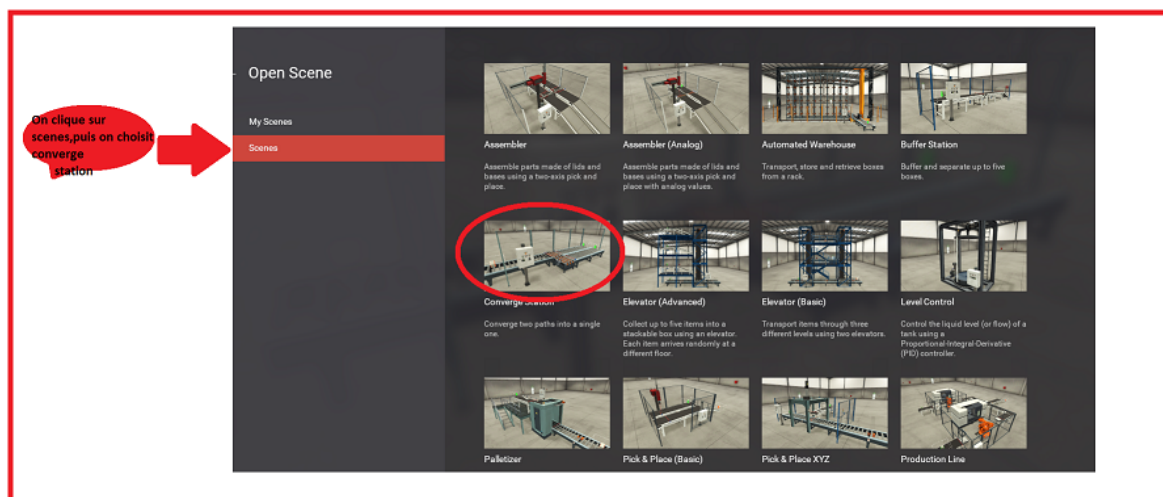 Open Scene
My Scenes
Scenes
On clique sur
scenes,puis on choisit
converge
station
Assembler
Assemble parts made of lids and
bases using a two-axis pick and
place.
Assembler (Analog)
Assemble parts made of lids and
bases using a two-axis pick and
place with analog values.
Automated Warehouse
Transport, store and retrieve boxes
from a rack.
Buffer Station
Buffer and separate up to five
boxes.
Converge Station
Converge two paths into a single
one.
Elevator (Advanced)
Collect up to five items into a
stackable box using an elevator.
Each item arrives randomly at a
different floor.
Elevator (Basic)
Transport items through three
different levels using two elevators.
Level Control
Control the liquid level (or flow) of a
tank using a
Proportional-Integral-Derivative
(PID) controller.
Palletizer
Pick & Place (Basic)
Pick & Place XYZ
Production Line